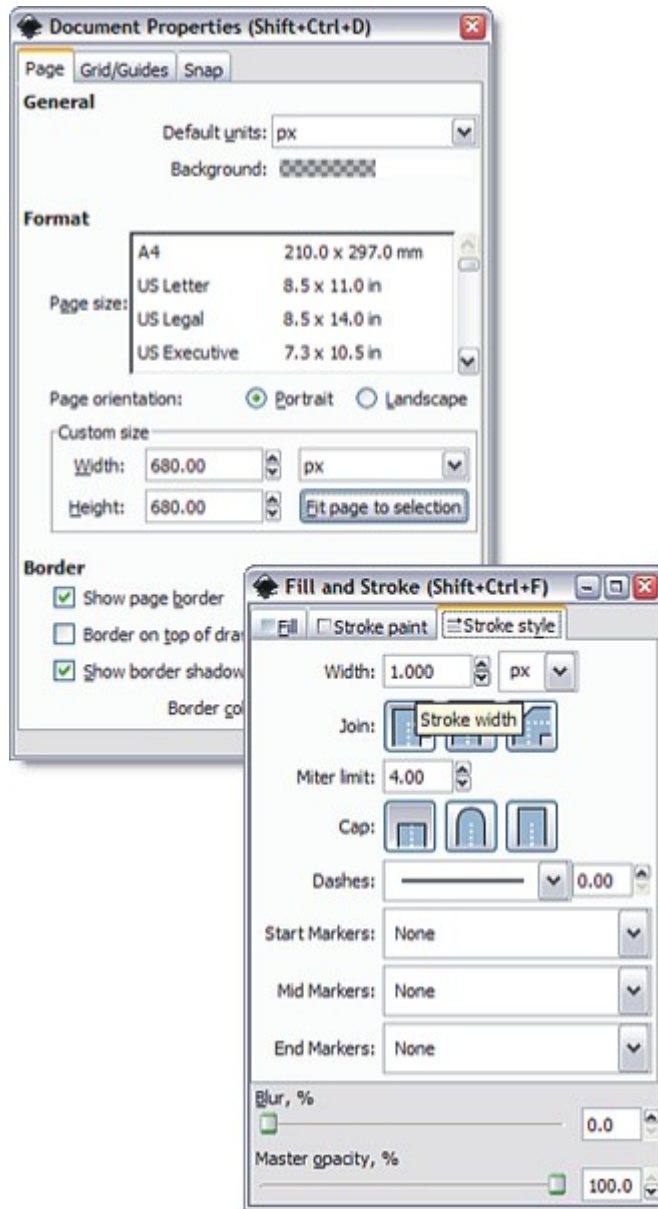 Document Properties (Shift+Ctrl+D)
Page Grid/Guides Snap
General
Default units: px
Background:
Format
Page size:
A4 210.0 x 297.0 mm
US Letter 8.5 x 11.0 in
US Legal 8.5 x 14.0 in
US Executive 7.3 x 10.5 in
Page orientation: Portrait Landscape
Custom size
Width: 680.00 px
Height: 680.00 Fit page to selection
Border
Show page border
Border on top of dra
Show border shadow
Border col
Fill and Stroke (Shift+Ctrl+F)
Fill Stroke paint Stroke style
Width: 1.000 px
Stroke width
Join:
Miter limit: 4.00
Cap:
Dashes: 0.00
Start Markers: None
Mid Markers: None
End Markers: None
Blur, %
0.0
Master opacity, %
100.0